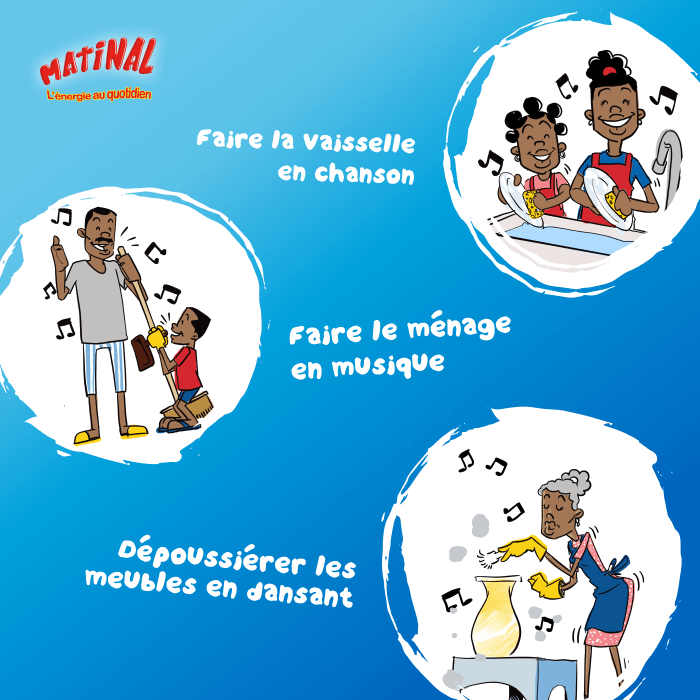 MATiNAL
L'énergie au quotidien
Faire la vaisselle
en chanson
Faire le ménage
en musique
Dépoussiérer les
meubles en dansant